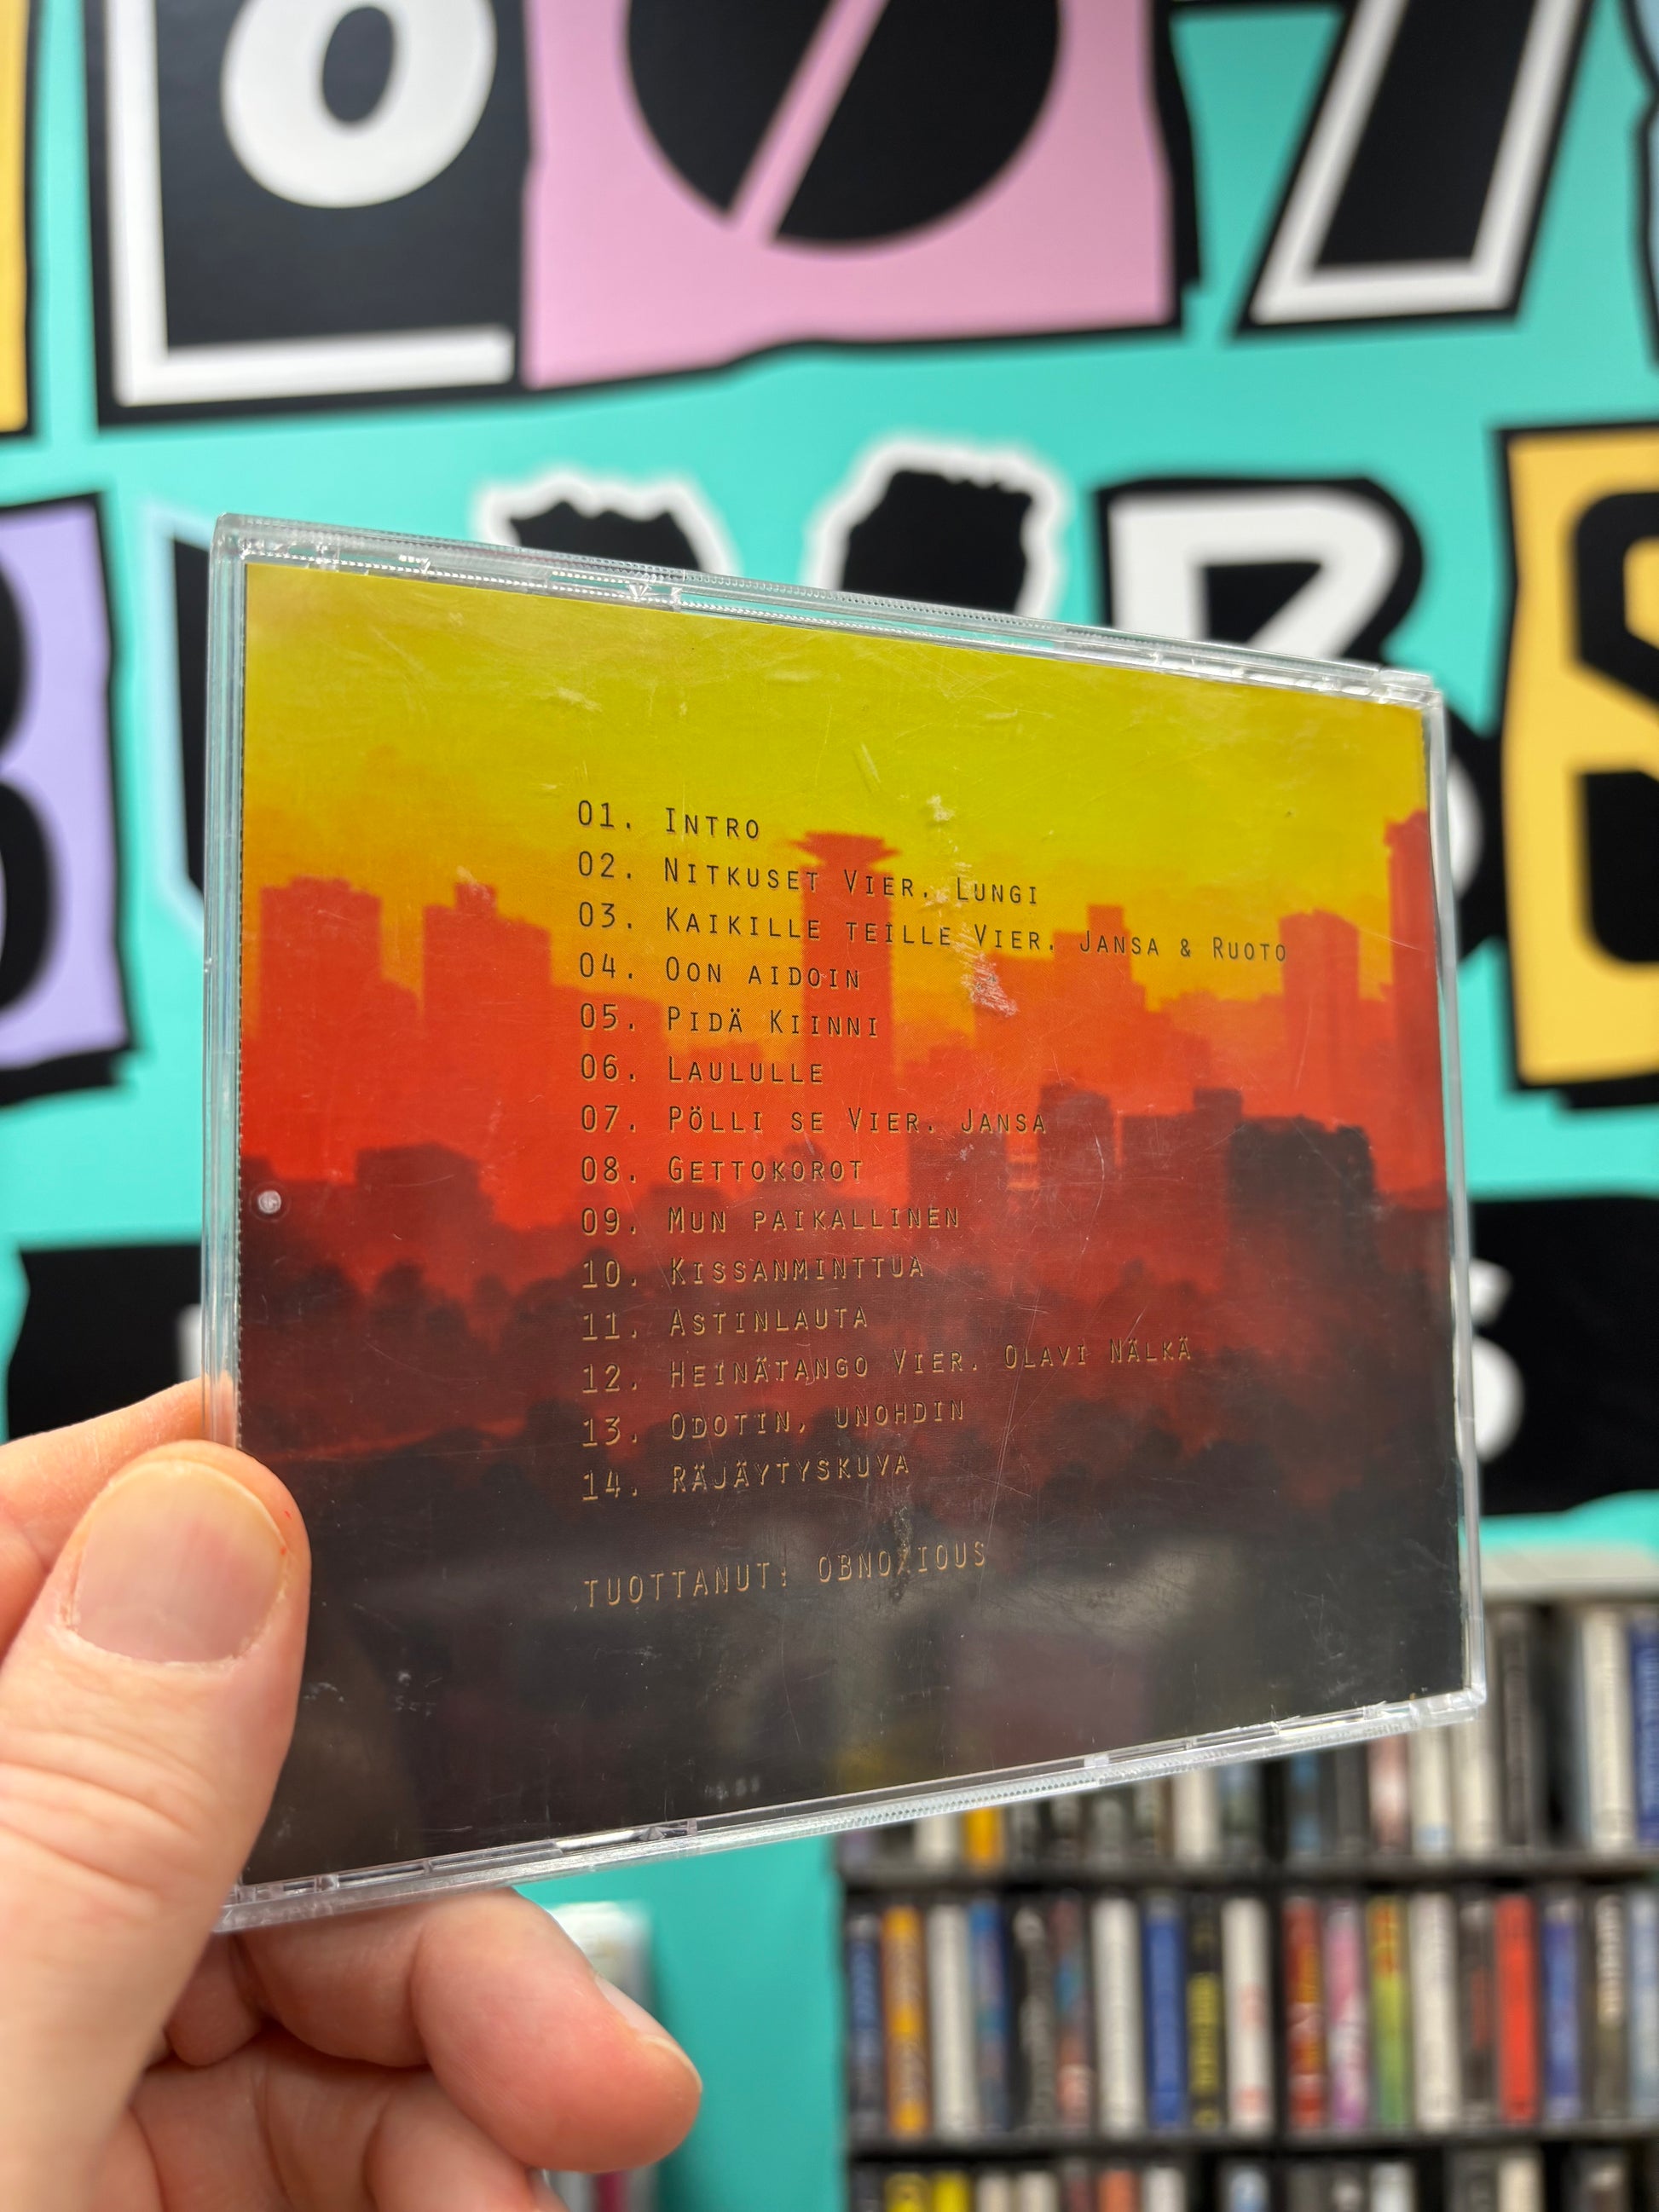 01. Intro
02. Nitkuset Vier. Lungi
03. Kaikille teille Vier. Jansa & Ruoto
04. Oon aidoin
05. Pidä Kiinni
06. Laululle
07. Pölli se Vier. Jansa
08. Gettokorot
09. Mun paikallinen
10. Kissanminttua
11. Astinlauta
12. Heinätango Vier. Olavi Nälkä
13. Odotin, unohdin
14. räjäytyskuva
tuottanut: obnoxious